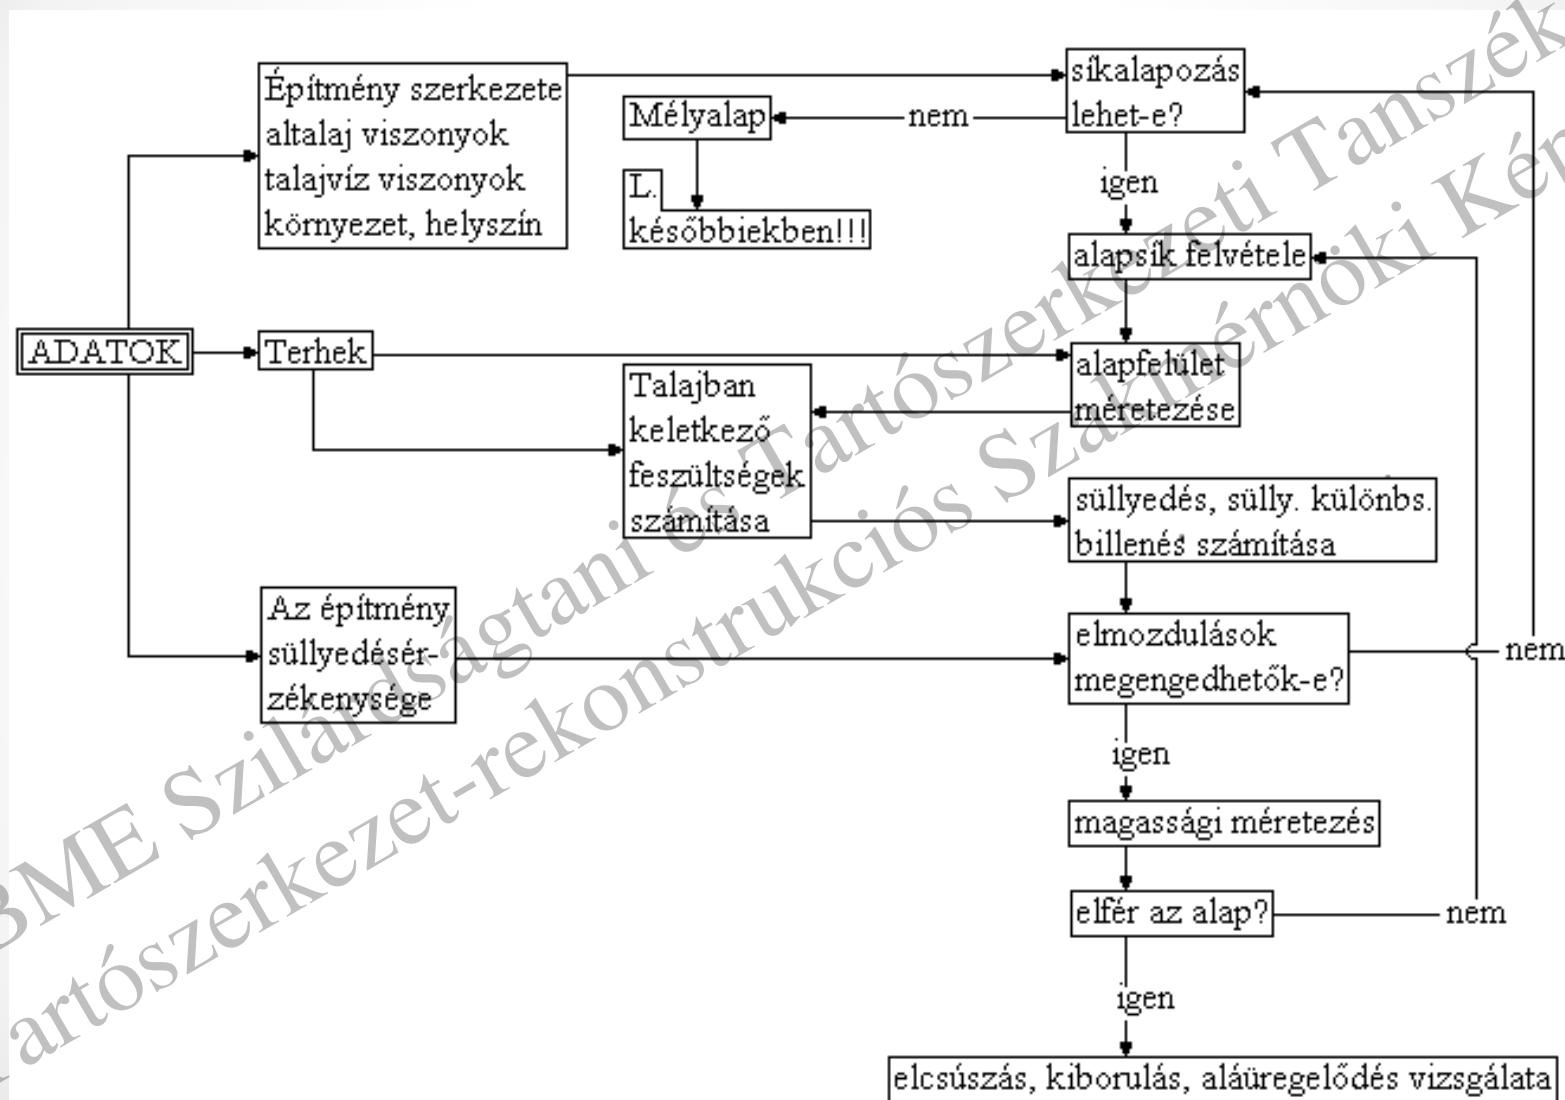 Építmény szerkezete
altalaj viszonyok
talajvíz viszonyok
környezet, helyszín
síkalapozás
lehet-e?
nem
Mélyalap
L.
későbbiekben!!!
igen
alapsík felvétele
ADATOK
Terhek
alapfelület
méretezése
Talajban
keletkező
feszültségek
számítása
süllyedés, sülly. különbs.
billenés számítása
Az építmény
süllyedésér-
zékenysége
elmozdulások
megengedhetők-e?
nem
igen
magassági méretezés
elfér az alap?
nem
igen
elcsúszás, kiborulás, aláüregelődés vizsgálata
BME Szilárdságtani és Tartószerkezeti Tanszék
Tartószerkezet-rekonstrukciós Szakmérnöki